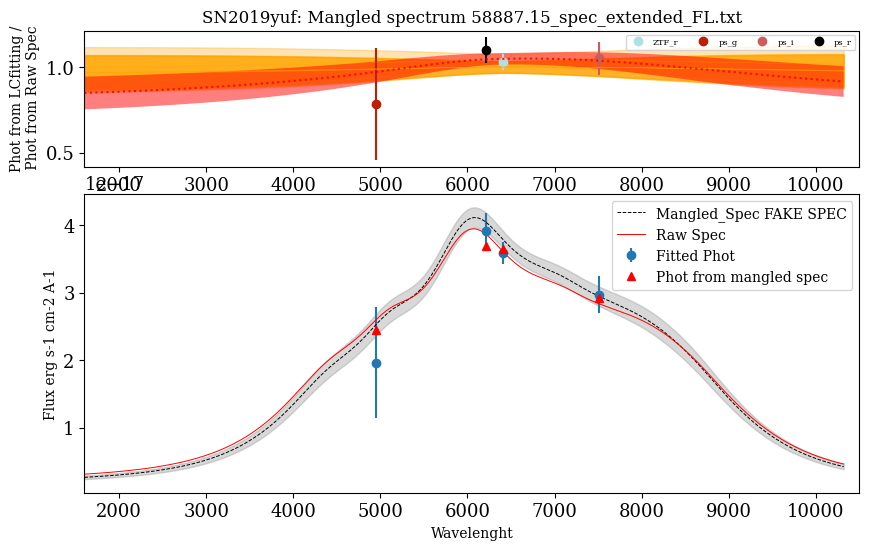 SN2019yuf: Mangled spectrum 58887.15_spec_extended_FL.txt
Phot from LCfitting /
Phot from Raw Spec
1.0
0.5
ZTF_r
ps_g
ps_i
ps_r
2000 3000 4000 5000 6000 7000 8000 9000 10000
Flux erg s-1 cm-2 A-1
4
3
2
1
Mangled_Spec FAKE SPEC
Raw Spec
Fitted Phot
Phot from mangled spec
2000 3000 4000 5000 6000 7000 8000 9000 10000
Wavelenght